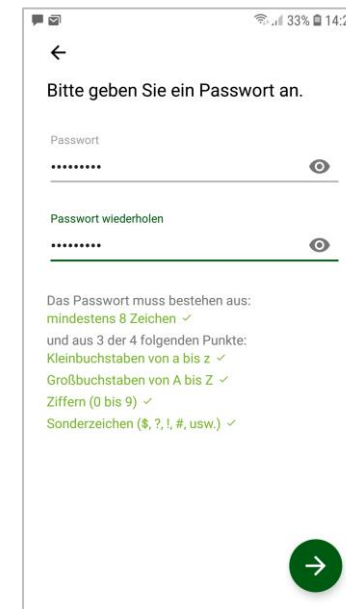 33% 14:2
Bitte geben Sie ein Passwort an.
Passwort
•••••••••
Passwort wiederholen
•••••••••
Das Passwort muss bestehen aus:
mindestens 8 Zeichen ✓
und aus 3 der 4 folgenden Punkte:
Kleinbuchstaben von a bis z ✓
Großbuchstaben von A bis Z ✓
Ziffern (0 bis 9) ✓
Sonderzeichen ($, ?, !, #, usw.) ✓